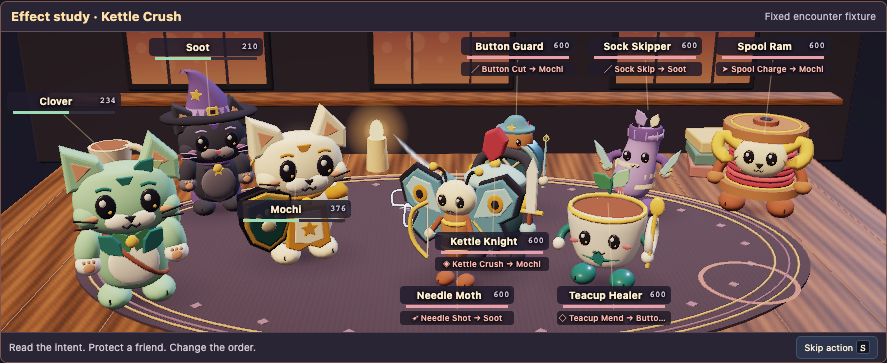 Effect study · Kettle Crush
Fixed encounter fixture
Soot 210
Button Guard 600
Button Cut → Mochi
Sock Skipper 600
Sock Skip → Soot
Spool Ram 600
Spool Charge → Mochi
Clover 234
Mochi 376
Kettle Knight 600
Kettle Crush → Mochi
Needle Moth 600
Needle Shot → Soot
Teacup Healer 600
Teacup Mend → Butto...
Read the intent. Protect a friend. Change the order.
Skip action S